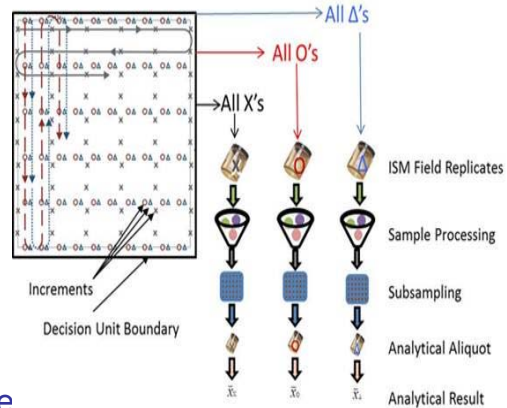 All Δ's
All O's
All X's
X
O
Δ
ISM Field Replicates
Sample Processing
Increments
Subsampling
Decision Unit Boundary
Analytical Aliquot
O
Δ
Analytical Result
e